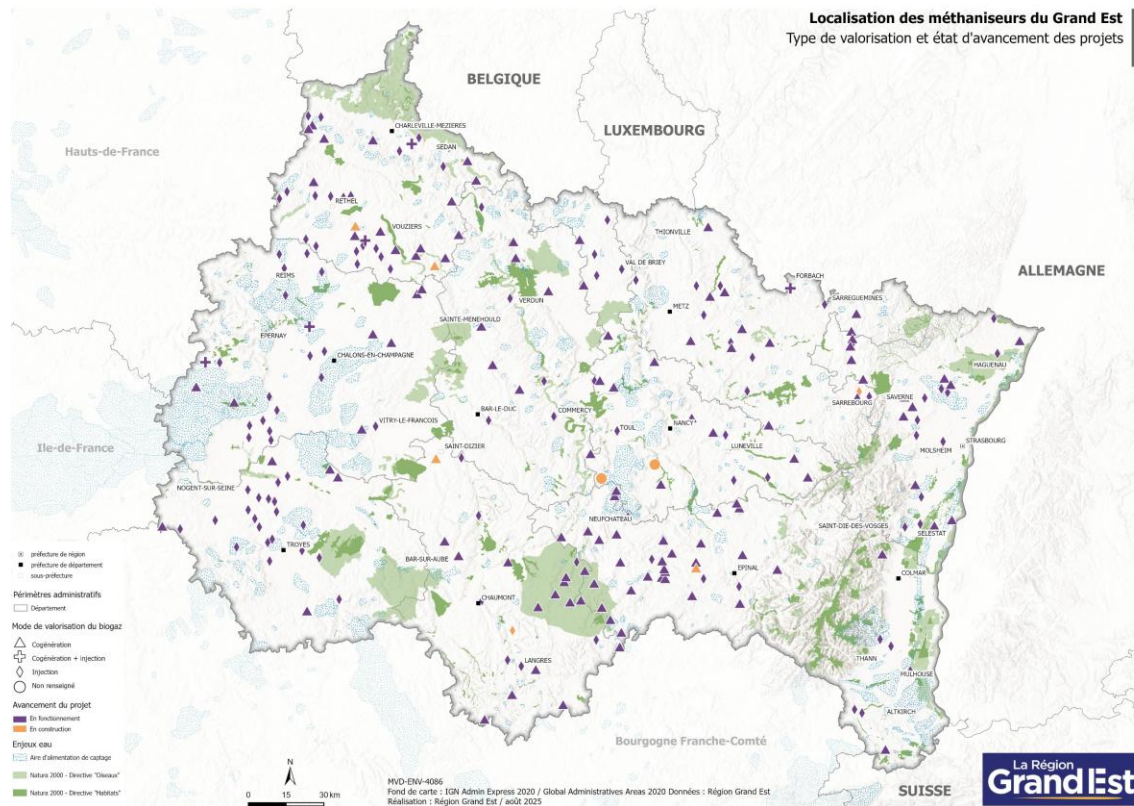 Localisation des méthaniseurs du Grand Est
Type de valorisation et état d'avancement des projets
BELGIQUE
LUXEMBOURG
ALLEMAGNE
Hauts-de-France
Ile-de-France
Bourgogne Franche-Comté
SUISSE
CHARLEVILLE-MEZIERES
SEDAN
RETHEL
VOUZIERS
THIONVILLE
VAL DE BRIEY
FORBACH
REIMS
SARREGUEMINES
VERDUN
METZ
SAINTE-MENEHOULD
EPERNAY
CHALONS-EN-CHAMPAGNE
HAGUENAU
SARREBOURG
SAVERNE
BAR-LE-DUC
COMMERCY
VITRY-LE-FRANCOIS
TOUL
NANCY
SAINT-DIZIER
LUNEVILLE
MOLSHEIM
STRASBOURG
NOGENT-SUR-SEINE
NEUFCHATEAU
SAINT-DIE-DES-VOSGES
SELESTAT
TROYES
BAR-SUR-AUBE
EPINAL
COLMAR
CHAUMONT
LANGRES
THANN
MULHOUSE
ALTKIRCH
préfecture de région
préfecture de département
sous-préfecture
Périmètres administratifs
Département
Mode de valorisation du biogaz
Cogénération
Cogénération + injection
Injection
Non renseigné
Avancement du projet
En fonctionnement
En construction
Enjeux eau
Aire d'alimentation de captage
Natura 2000 - Directive "Oiseaux"
Natura 2000 - Directive "Habitats"
N
0 15 30 km
MVD-ENV-4086
Fond de carte : IGN Admin Express 2020 / Global Administratives Areas 2020 Données : Région Grand Est
Réalisation : Région Grand Est / août 2025
La Région
Grand Est